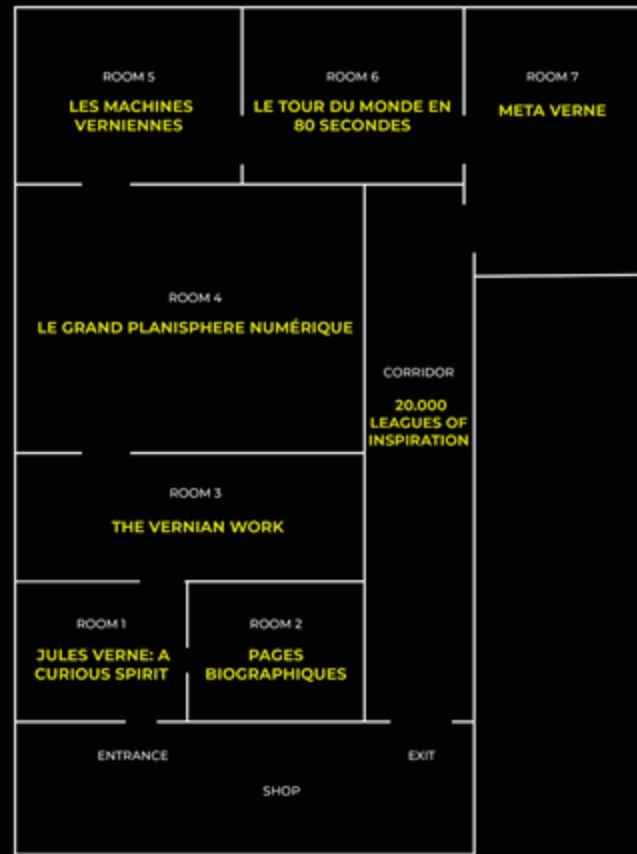 ROOM 5
LES MACHINES
VERNIENNES
ROOM 6
LE TOUR DU MONDE EN
80 SECONDES
ROOM 7
META VERNE
ROOM 4
LE GRAND PLANISPHERE NUMÉRIQUE
CORRIDOR
20.000
LEAGUES OF
INSPIRATION
ROOM 3
THE VERNIAN WORK
ROOM 1
JULES VERNE: A
CURIOUS SPIRIT
ROOM 2
PAGES
BIOGRAPHIQUES
ENTRANCE
EXIT
SHOP